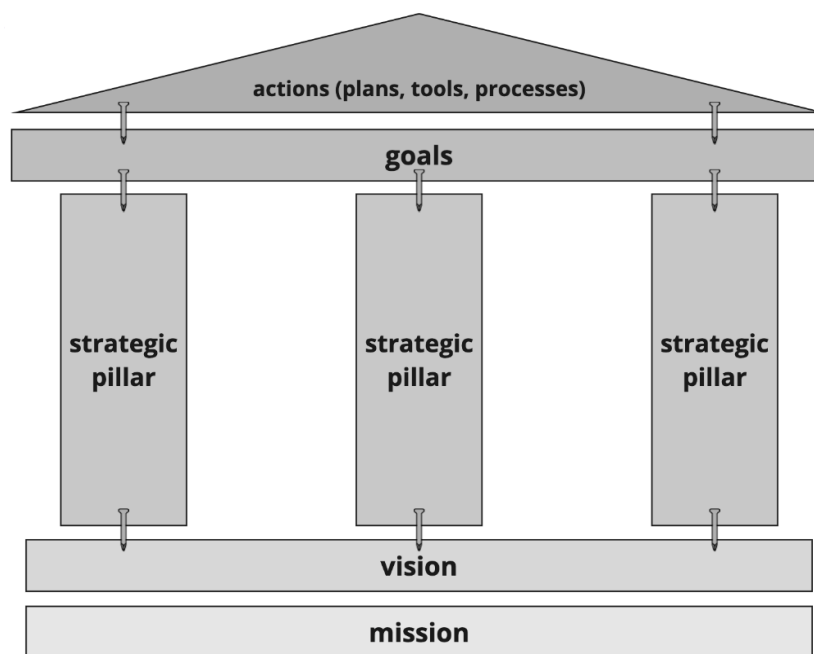 actions (plans, tools, processes)
goals
strategic
pillar
strategic
pillar
strategic
pillar
vision
mission